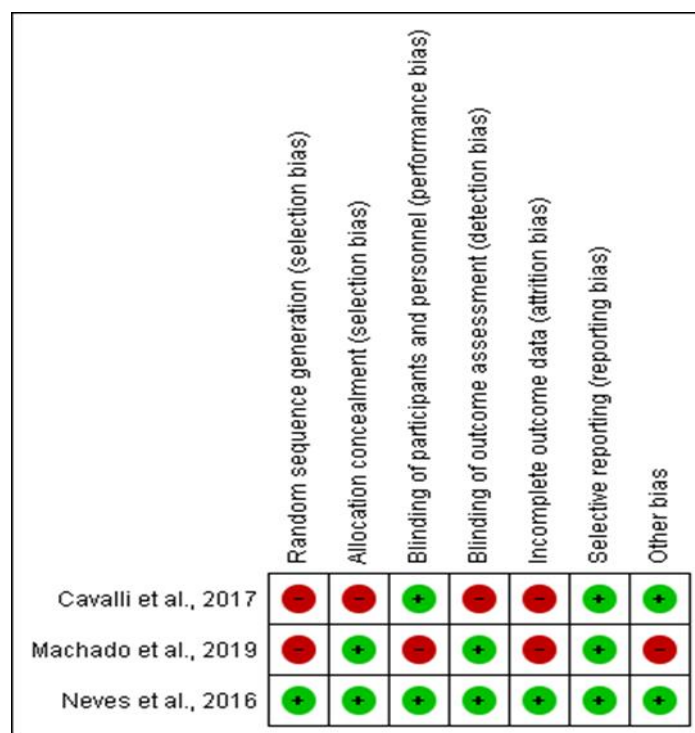 Random sequence generation (selection bias)
Allocation concealment (selection bias)
Blinding of participants and personnel (performance bias)
Blinding of outcome assessment (detection bias)
Incomplete outcome data (attrition bias)
Selective reporting (reporting bias)
Other bias
Cavalli et al., 2017 - - + - - + +
Machado et al., 2019 - + - + - + -
Neves et al., 2016 + + + + + + +